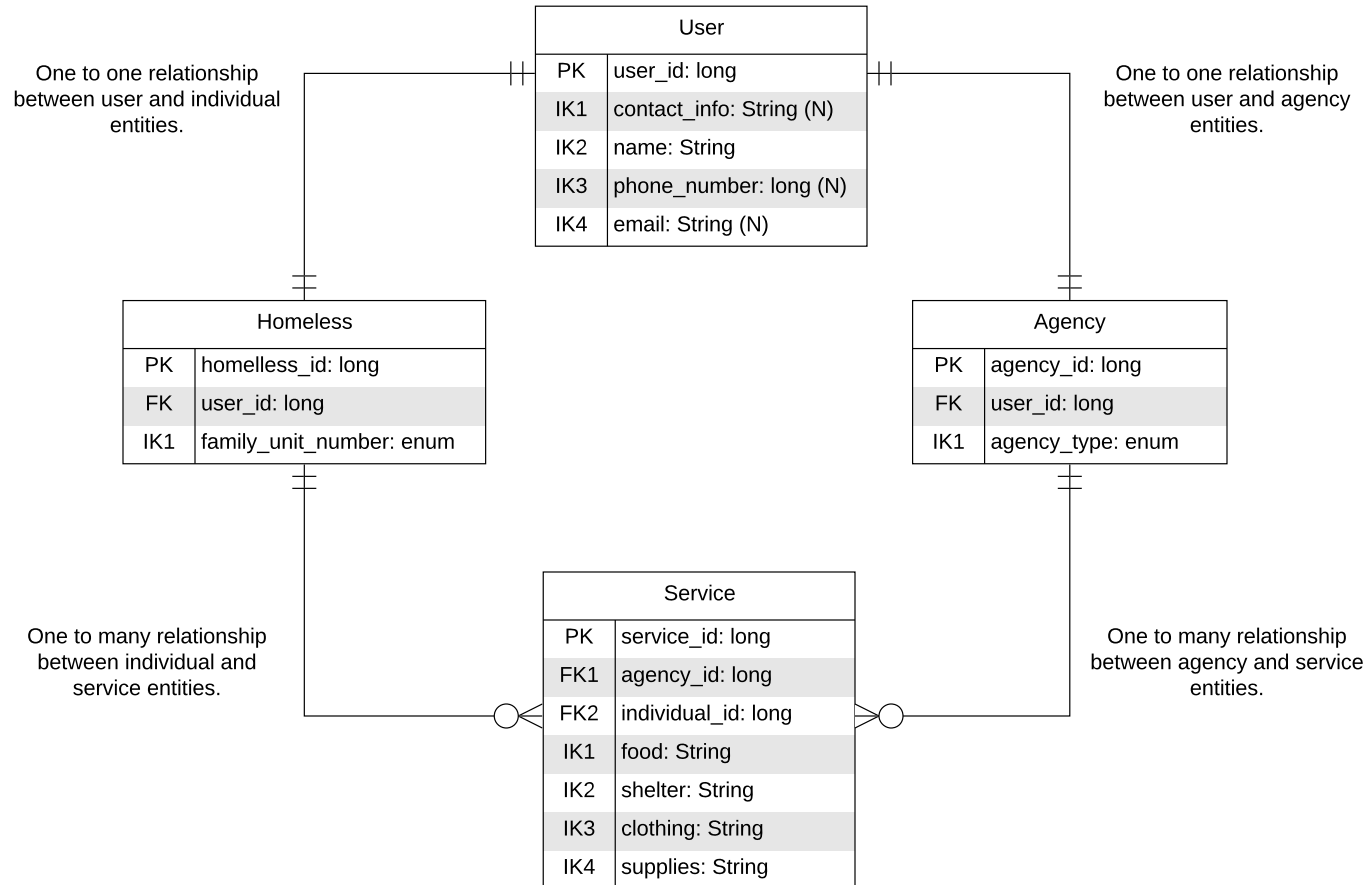 User
PK user_id: long
IK1 contact_info: String (N)
IK2 name: String
IK3 phone_number: long (N)
IK4 email: String (N)
One to one relationship
between user and individual
entities.
One to one relationship
between user and agency
entities.
Homeless
PK homelless_id: long
FK user_id: long
IK1 family_unit_number: enum
Agency
PK agency_id: long
FK user_id: long
IK1 agency_type: enum
One to many relationship
between individual and
service entities.
Service
PK service_id: long
FK1 agency_id: long
FK2 individual_id: long
IK1 food: String
IK2 shelter: String
IK3 clothing: String
IK4 supplies: String
One to many relationship
between agency and service
entities.